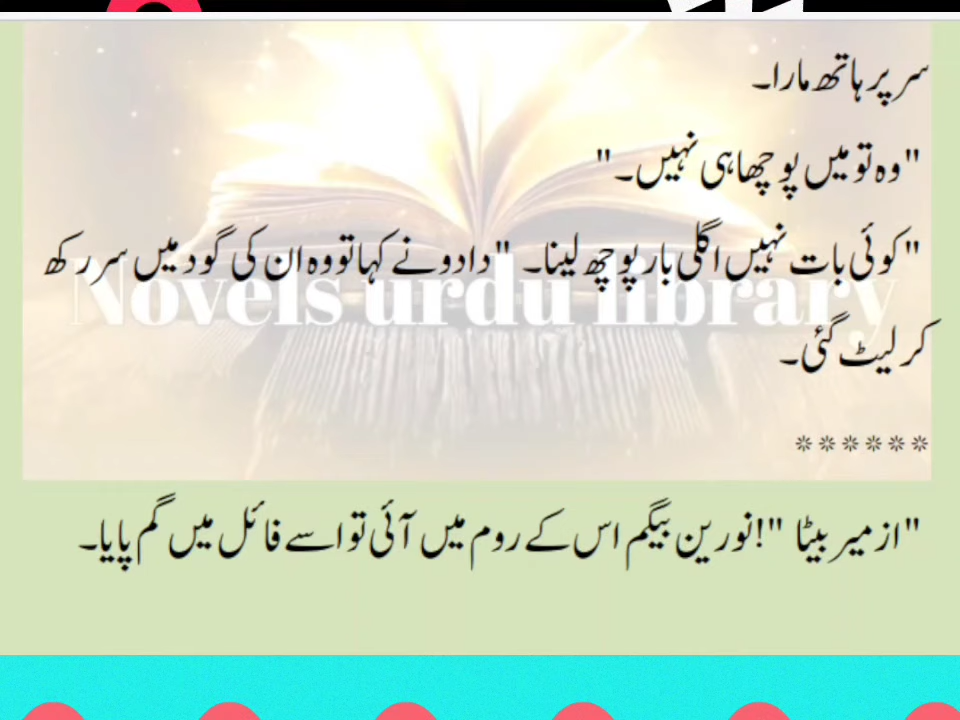 سر پر ہاتھ مارا۔
"وہ تو میں پوچھا ہی نہیں۔"
"کوئی بات نہیں اگلی بار پوچھ لینا۔ "دادو نے کہا تو وہ ان کی گود میں سر رکھ
Novels urdu library
کر لیٹ گئی۔
******
"ازمیر بیٹا "!نورین بیگم اس کے روم میں آئی تو اسے فائل میں گم پایا۔